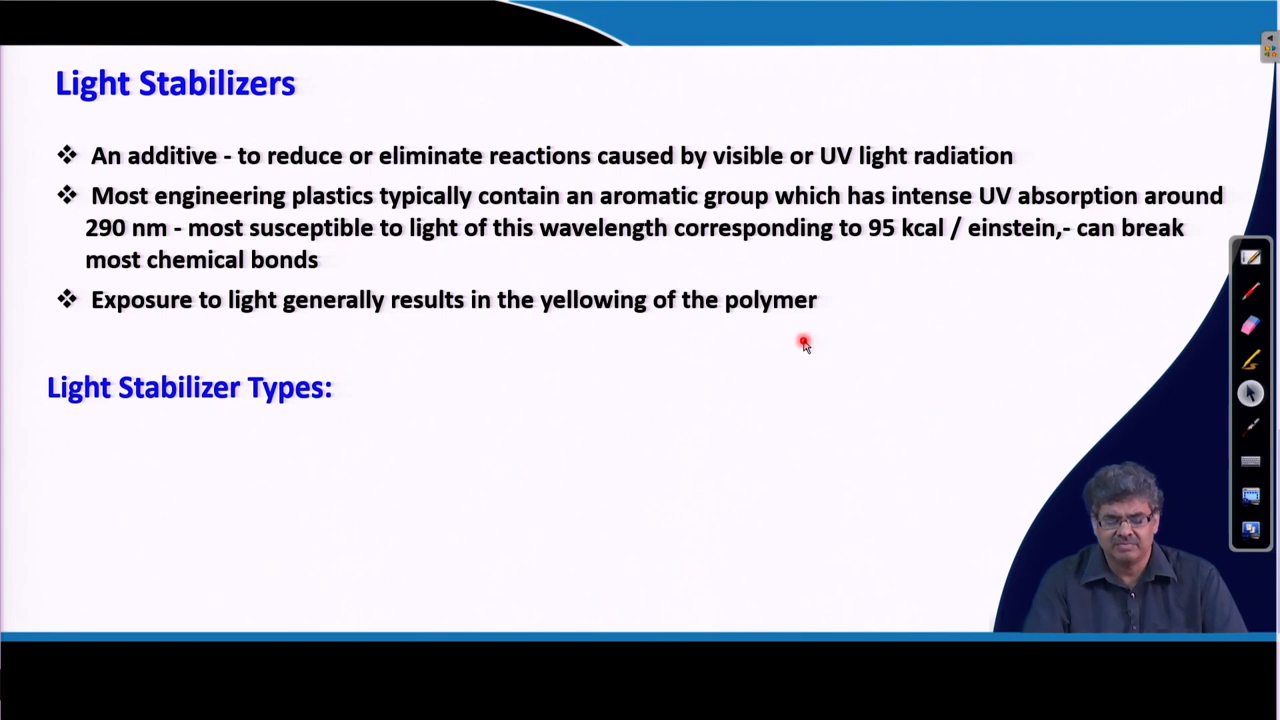 Light Stabilizers
❖ An additive - to reduce or eliminate reactions caused by visible or UV light radiation
❖ Most engineering plastics typically contain an aromatic group which has intense UV absorption around
290 nm - most susceptible to light of this wavelength corresponding to 95 kcal / einstein,- can break
most chemical bonds
❖ Exposure to light generally results in the yellowing of the polymer
Light Stabilizer Types: